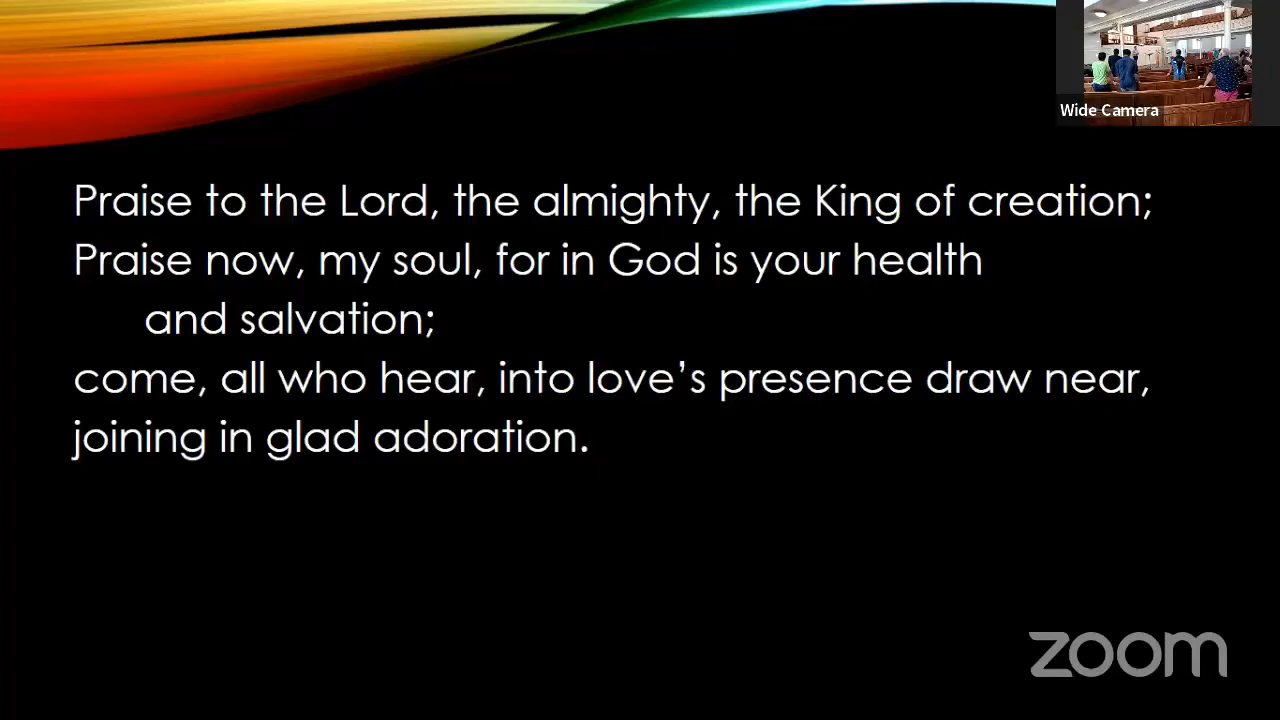 Wide Camera
Praise to the Lord, the almighty, the King of creation;
Praise now, my soul, for in God is your health
and salvation;
come, all who hear, into love’s presence draw near,
joining in glad adoration.
zoom